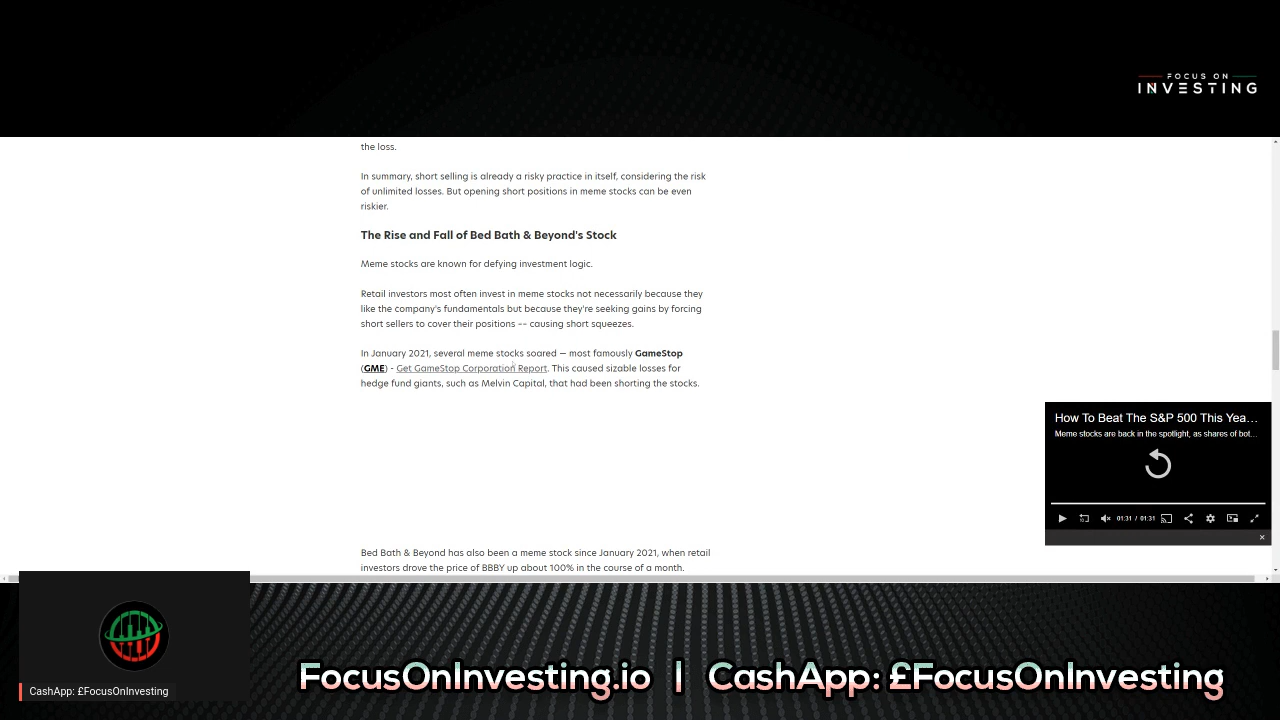 FOCUS ON
INVESTING
the loss.
In summary, short selling is already a risky practice in itself, considering the risk
of unlimited losses. But opening short positions in meme stocks can be even
riskier.
The Rise and Fall of Bed Bath & Beyond's Stock
Meme stocks are known for defying investment logic.
Retail investors most often invest in meme stocks not necessarily because they
like the company's fundamentals but because they're seeking gains by forcing
short sellers to cover their positions -- causing short squeezes.
In January 2021, several meme stocks soared — most famously GameStop
(GME) - Get GameStop Corporation Report. This caused sizable losses for
hedge fund giants, such as Melvin Capital, that had been shorting the stocks.
How To Beat The S&P 500 This Yea...
Meme stocks are back in the spotlight, as shares of bot...
01:31 / 01:31
Bed Bath & Beyond has also been a meme stock since January 2021, when retail
investors drove the price of BBBY up about 100% in the course of a month.
CashApp: £FocusOnInvesting
FocusOnInvesting.io | CashApp: £FocusOnInvesting